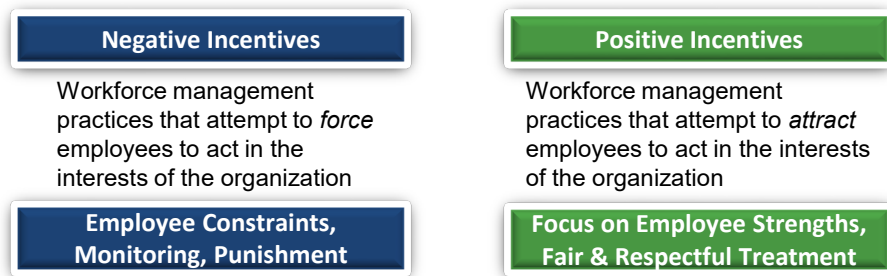 Negative Incentives
Workforce management
practices that attempt to force
employees to act in the
interests of the organization
Employee Constraints,
Monitoring, Punishment
Positive Incentives
Workforce management
practices that attempt to attract
employees to act in the interests
of the organization
Focus on Employee Strengths,
Fair & Respectful Treatment